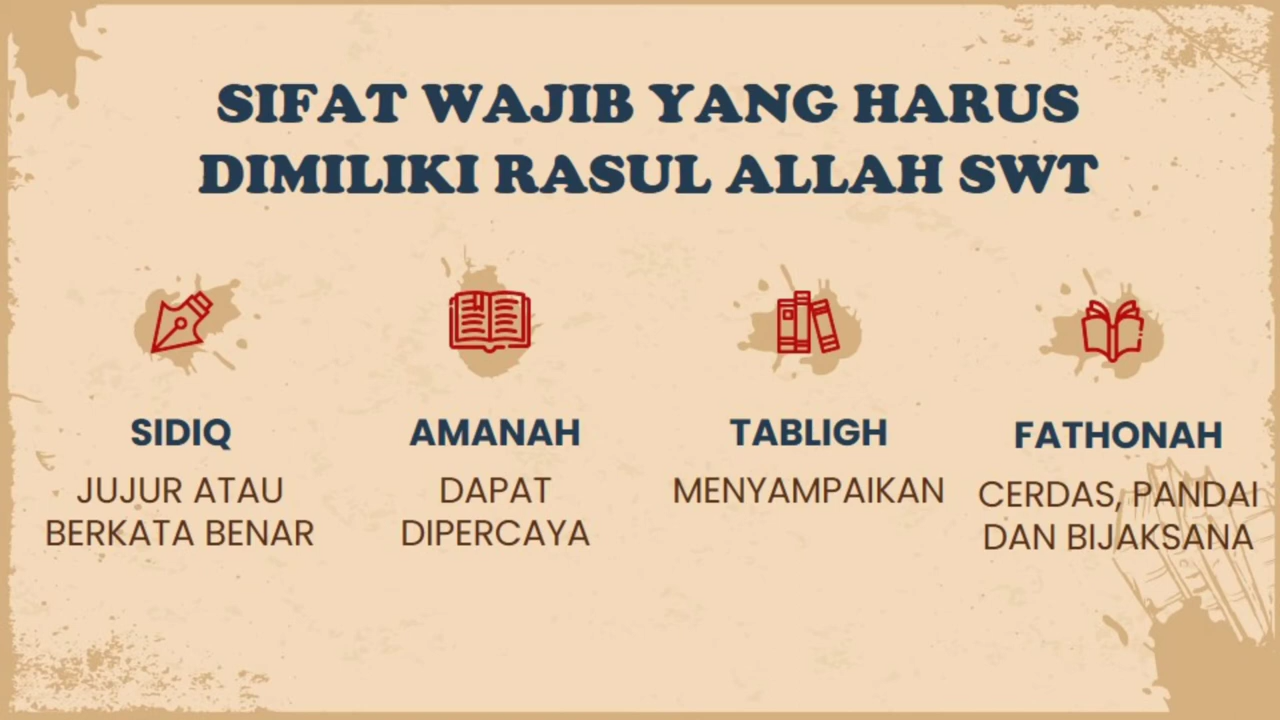 SIFAT WAJIB YANG HARUS
DIMILIKI RASUL ALLAH SWT
SIDIQ
JUJUR ATAU
BERKATA BENAR
AMANAH
DAPAT
DIPERCAYA
TABLIGH
MENYAMPAIKAN
FATHONAH
CERDAS, PANDAI
DAN BIJAKSANA